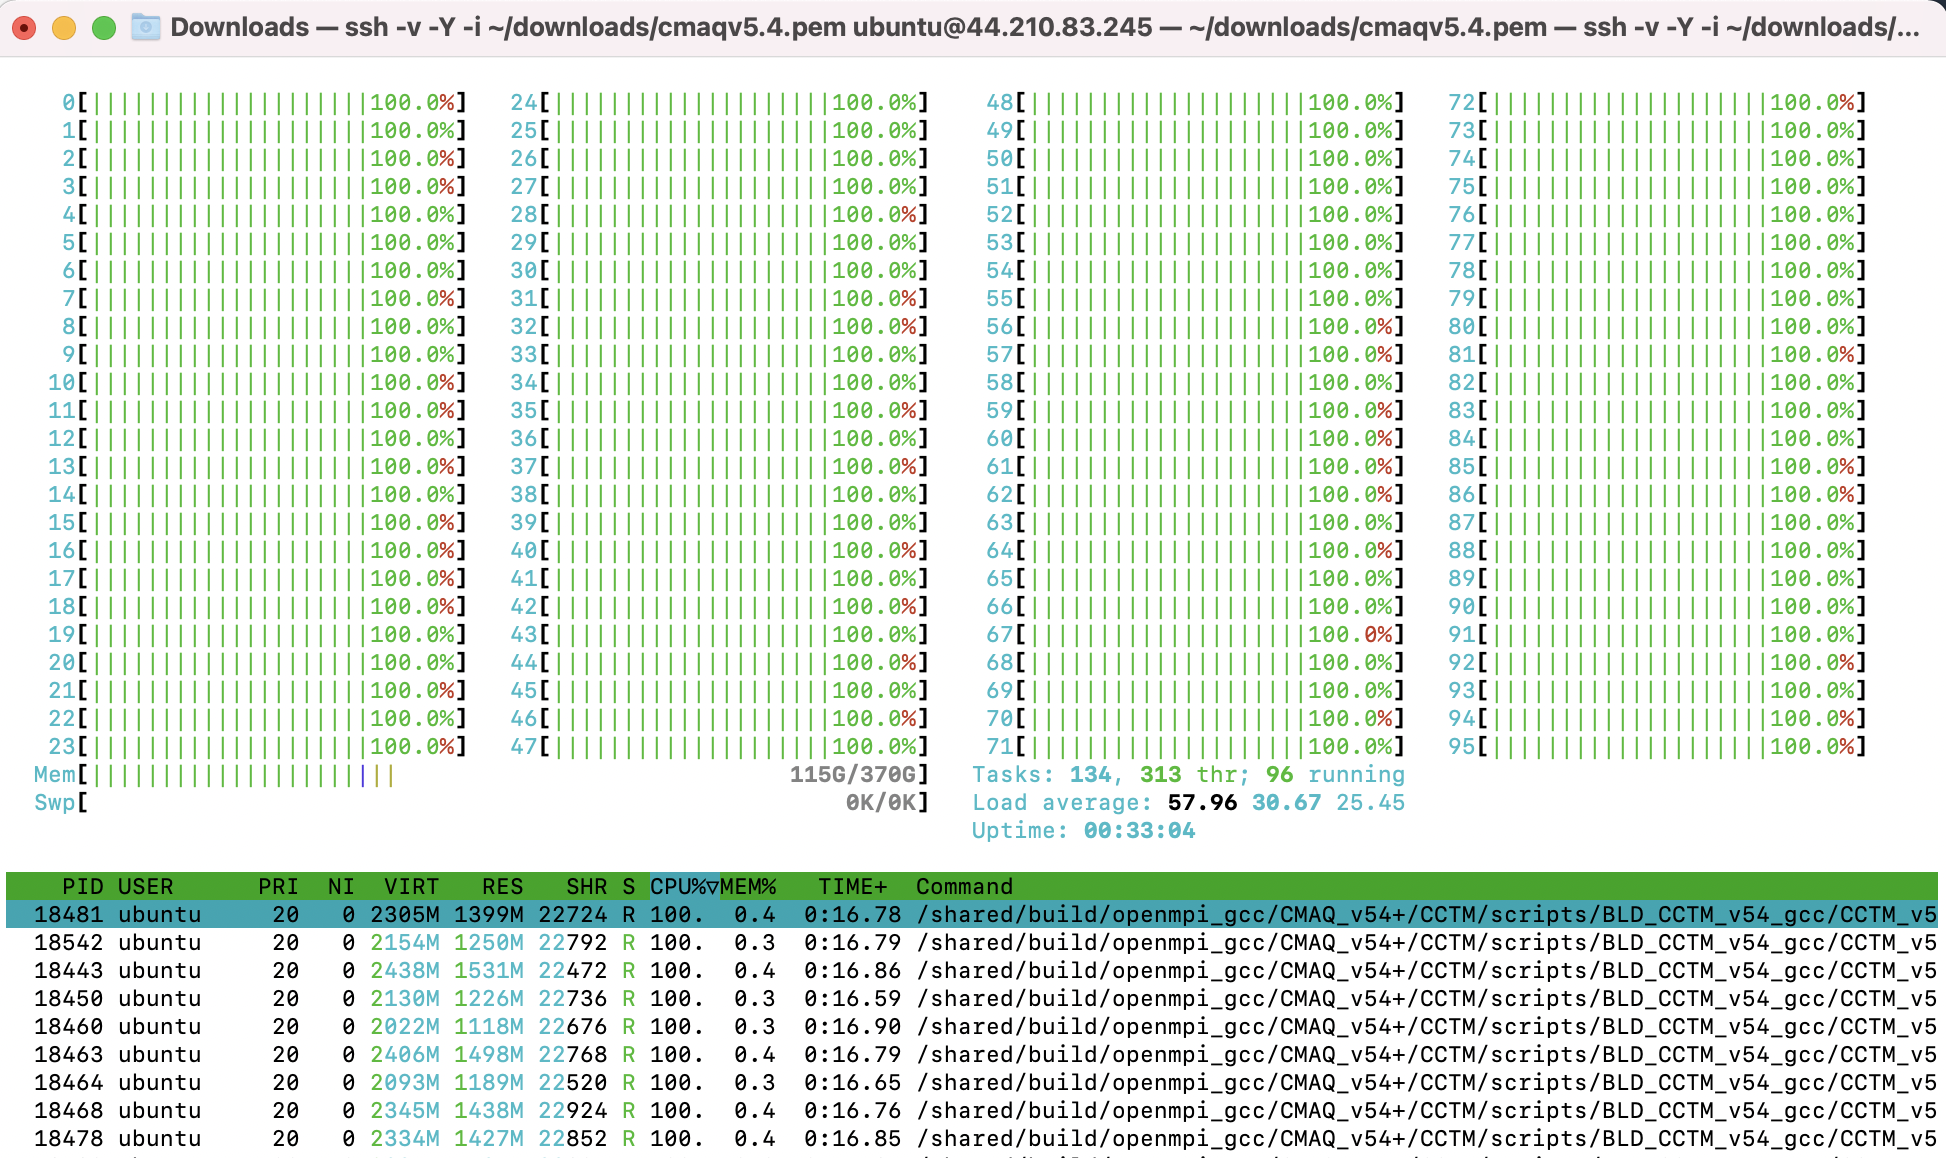 Downloads — ssh -v -Y -i ~/downloads/cmaqv5.4.pem ubuntu@44.210.83.245 — ~/downloads/cmaqv5.4.pem — ssh -v -Y -i ~/downloads/...
0[100.0%] 24[100.0%] 48[100.0%] 72[100.0%]
1[100.0%] 25[100.0%] 49[100.0%] 73[100.0%]
2[100.0%] 26[100.0%] 50[100.0%] 74[100.0%]
3[100.0%] 27[100.0%] 51[100.0%] 75[100.0%]
4[100.0%] 28[100.0%] 52[100.0%] 76[100.0%]
5[100.0%] 29[100.0%] 53[100.0%] 77[100.0%]
6[100.0%] 30[100.0%] 54[100.0%] 78[100.0%]
7[100.0%] 31[100.0%] 55[100.0%] 79[100.0%]
8[100.0%] 32[100.0%] 56[100.0%] 80[100.0%]
9[100.0%] 33[100.0%] 57[100.0%] 81[100.0%]
10[100.0%] 34[100.0%] 58[100.0%] 82[100.0%]
11[100.0%] 35[100.0%] 59[100.0%] 83[100.0%]
12[100.0%] 36[100.0%] 60[100.0%] 84[100.0%]
13[100.0%] 37[100.0%] 61[100.0%] 85[100.0%]
14[100.0%] 38[100.0%] 62[100.0%] 86[100.0%]
15[100.0%] 39[100.0%] 63[100.0%] 87[100.0%]
16[100.0%] 40[100.0%] 64[100.0%] 88[100.0%]
17[100.0%] 41[100.0%] 65[100.0%] 89[100.0%]
18[100.0%] 42[100.0%] 66[100.0%] 90[100.0%]
19[100.0%] 43[100.0%] 67[100.0%] 91[100.0%]
20[100.0%] 44[100.0%] 68[100.0%] 92[100.0%]
21[100.0%] 45[100.0%] 69[100.0%] 93[100.0%]
22[100.0%] 46[100.0%] 70[100.0%] 94[100.0%]
23[100.0%] 47[100.0%] 71[100.0%] 95[100.0%]
Mem[115G/370G] Tasks: 134, 313 thr; 96 running
Swp[0K/0K] Load average: 57.96 30.67 25.45
Uptime: 00:33:04
PID USER PRI NI VIRT RES SHR S CPU%▽MEM% TIME+ Command
18481 ubuntu 20 0 2305M 1399M 22724 R 100. 0.4 0:16.78 /shared/build/openmpi_gcc/CMAQ_v54+/CCTM/scripts/BLD_CCTM_v54_gcc/CCTM_v5
18542 ubuntu 20 0 2154M 1250M 22792 R 100. 0.3 0:16.79 /shared/build/openmpi_gcc/CMAQ_v54+/CCTM/scripts/BLD_CCTM_v54_gcc/CCTM_v5
18443 ubuntu 20 0 2438M 1531M 22472 R 100. 0.4 0:16.86 /shared/build/openmpi_gcc/CMAQ_v54+/CCTM/scripts/BLD_CCTM_v54_gcc/CCTM_v5
18450 ubuntu 20 0 2130M 1226M 22736 R 100. 0.3 0:16.59 /shared/build/openmpi_gcc/CMAQ_v54+/CCTM/scripts/BLD_CCTM_v54_gcc/CCTM_v5
18460 ubuntu 20 0 2022M 1118M 22676 R 100. 0.3 0:16.90 /shared/build/openmpi_gcc/CMAQ_v54+/CCTM/scripts/BLD_CCTM_v54_gcc/CCTM_v5
18463 ubuntu 20 0 2406M 1498M 22768 R 100. 0.4 0:16.79 /shared/build/openmpi_gcc/CMAQ_v54+/CCTM/scripts/BLD_CCTM_v54_gcc/CCTM_v5
18464 ubuntu 20 0 2093M 1189M 22520 R 100. 0.3 0:16.65 /shared/build/openmpi_gcc/CMAQ_v54+/CCTM/scripts/BLD_CCTM_v54_gcc/CCTM_v5
18468 ubuntu 20 0 2345M 1438M 22924 R 100. 0.4 0:16.76 /shared/build/openmpi_gcc/CMAQ_v54+/CCTM/scripts/BLD_CCTM_v54_gcc/CCTM_v5
18478 ubuntu 20 0 2334M 1427M 22852 R 100. 0.4 0:16.85 /shared/build/openmpi_gcc/CMAQ_v54+/CCTM/scripts/BLD_CCTM_v54_gcc/CCTM_v5